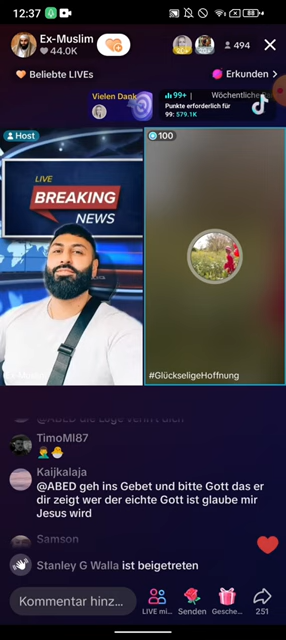 12:37
Ex-Muslim
44.0K
494
Beliebte LIVEs
Erkunden
Vielen Dank
99+
Wöchentliche
Punkte erforderlich für
99: 579.1K
Host
100
LIVE
BREAKING
NEWS
#GlückseligeHoffnung
TimoMl87
Kaijkalaja
@ABED geh ins Gebet und bitte Gott das er
dir zeigt wer der eichte Gott ist glaube mir
Jesus wird
Samson
Stanley G Walla ist beigetreten
Kommentar hinz...
LIVE mi...
Senden
Gesche...
251